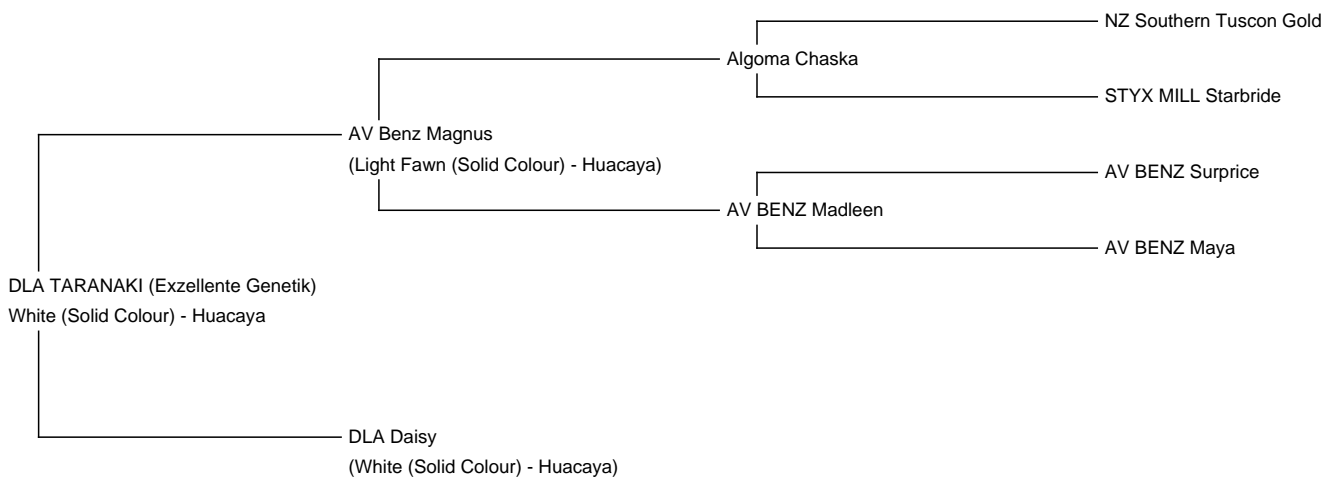 NZ Southern Tuscon Gold
Algoma Chaska
STYX MILL Starbride
AV Benz Magnus
(Light Fawn (Solid Colour) - Huacaya)
AV BENZ Surprice
AV BENZ Madleen
AV BENZ Maya
DLA TARANAKI (Exzellente Genetik)
White (Solid Colour) - Huacaya
DLA Daisy
(White (Solid Colour) - Huacaya)